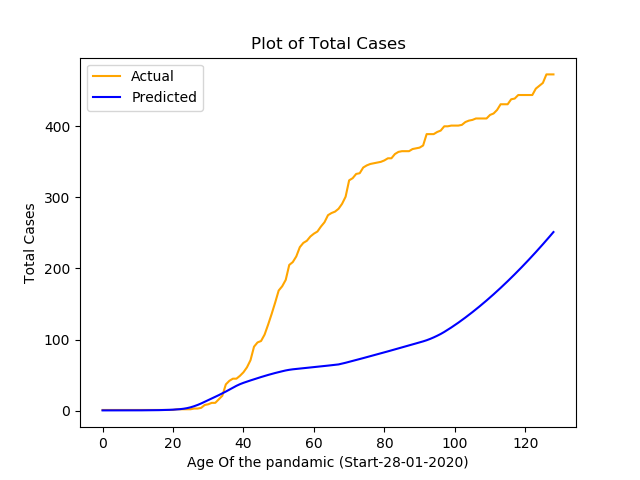 Plot of Total Cases
Actual
Predicted
Total Cases
400
300
200
100
0
0 20 40 60 80 100 120
Age Of the pandamic (Start-28-01-2020)